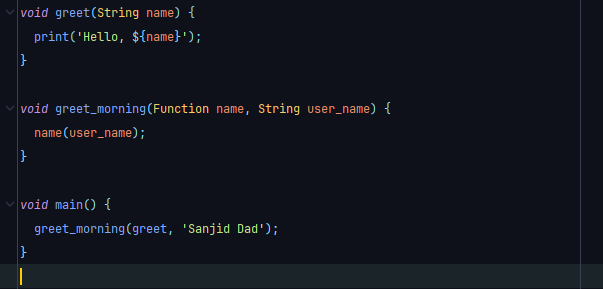 void greet(String name) {
  print('Hello, ${name}');
}
void greet_morning(Function name, String user_name) {
  name(user_name);
}
void main() {
  greet_morning(greet, 'Sanjid Dad');
}